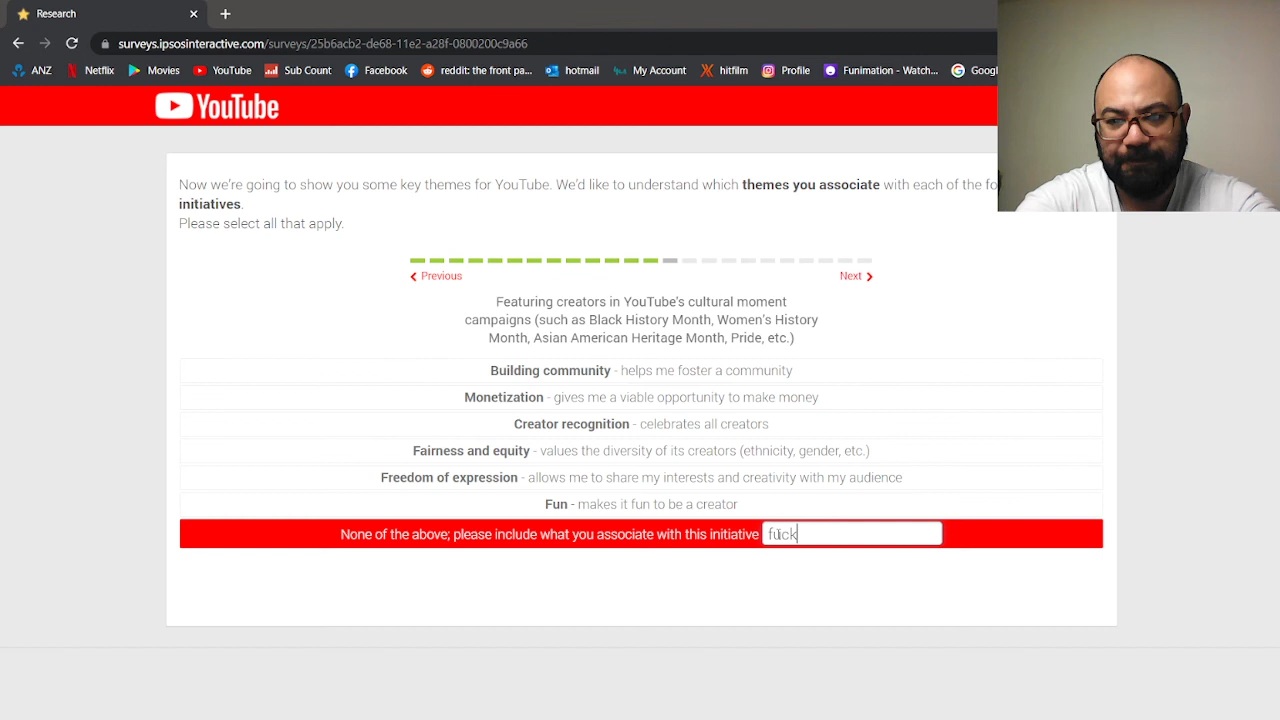 Research
surveys.ipsosinteractive.com/surveys/25b6acb2-de68-11e2-a28f-0800200c9a66
ANZ Netflix Movies YouTube Sub Count Facebook reddit: the front pa... hotmail My Account hitfilm Profile Funimation - Watch... Googl
YouTube
Now we're going to show you some key themes for YouTube. We'd like to understand which themes you associate with each of the fo
initiatives.
Please select all that apply.
Previous Next
Featuring creators in YouTube's cultural moment
campaigns (such as Black History Month, Women's History
Month, Asian American Heritage Month, Pride, etc.)
Building community - helps me foster a community
Monetization - gives me a viable opportunity to make money
Creator recognition - celebrates all creators
Fairness and equity - values the diversity of its creators (ethnicity, gender, etc.)
Freedom of expression - allows me to share my interests and creativity with my audience
Fun - makes it fun to be a creator
None of the above; please include what you associate with this initiative fuck